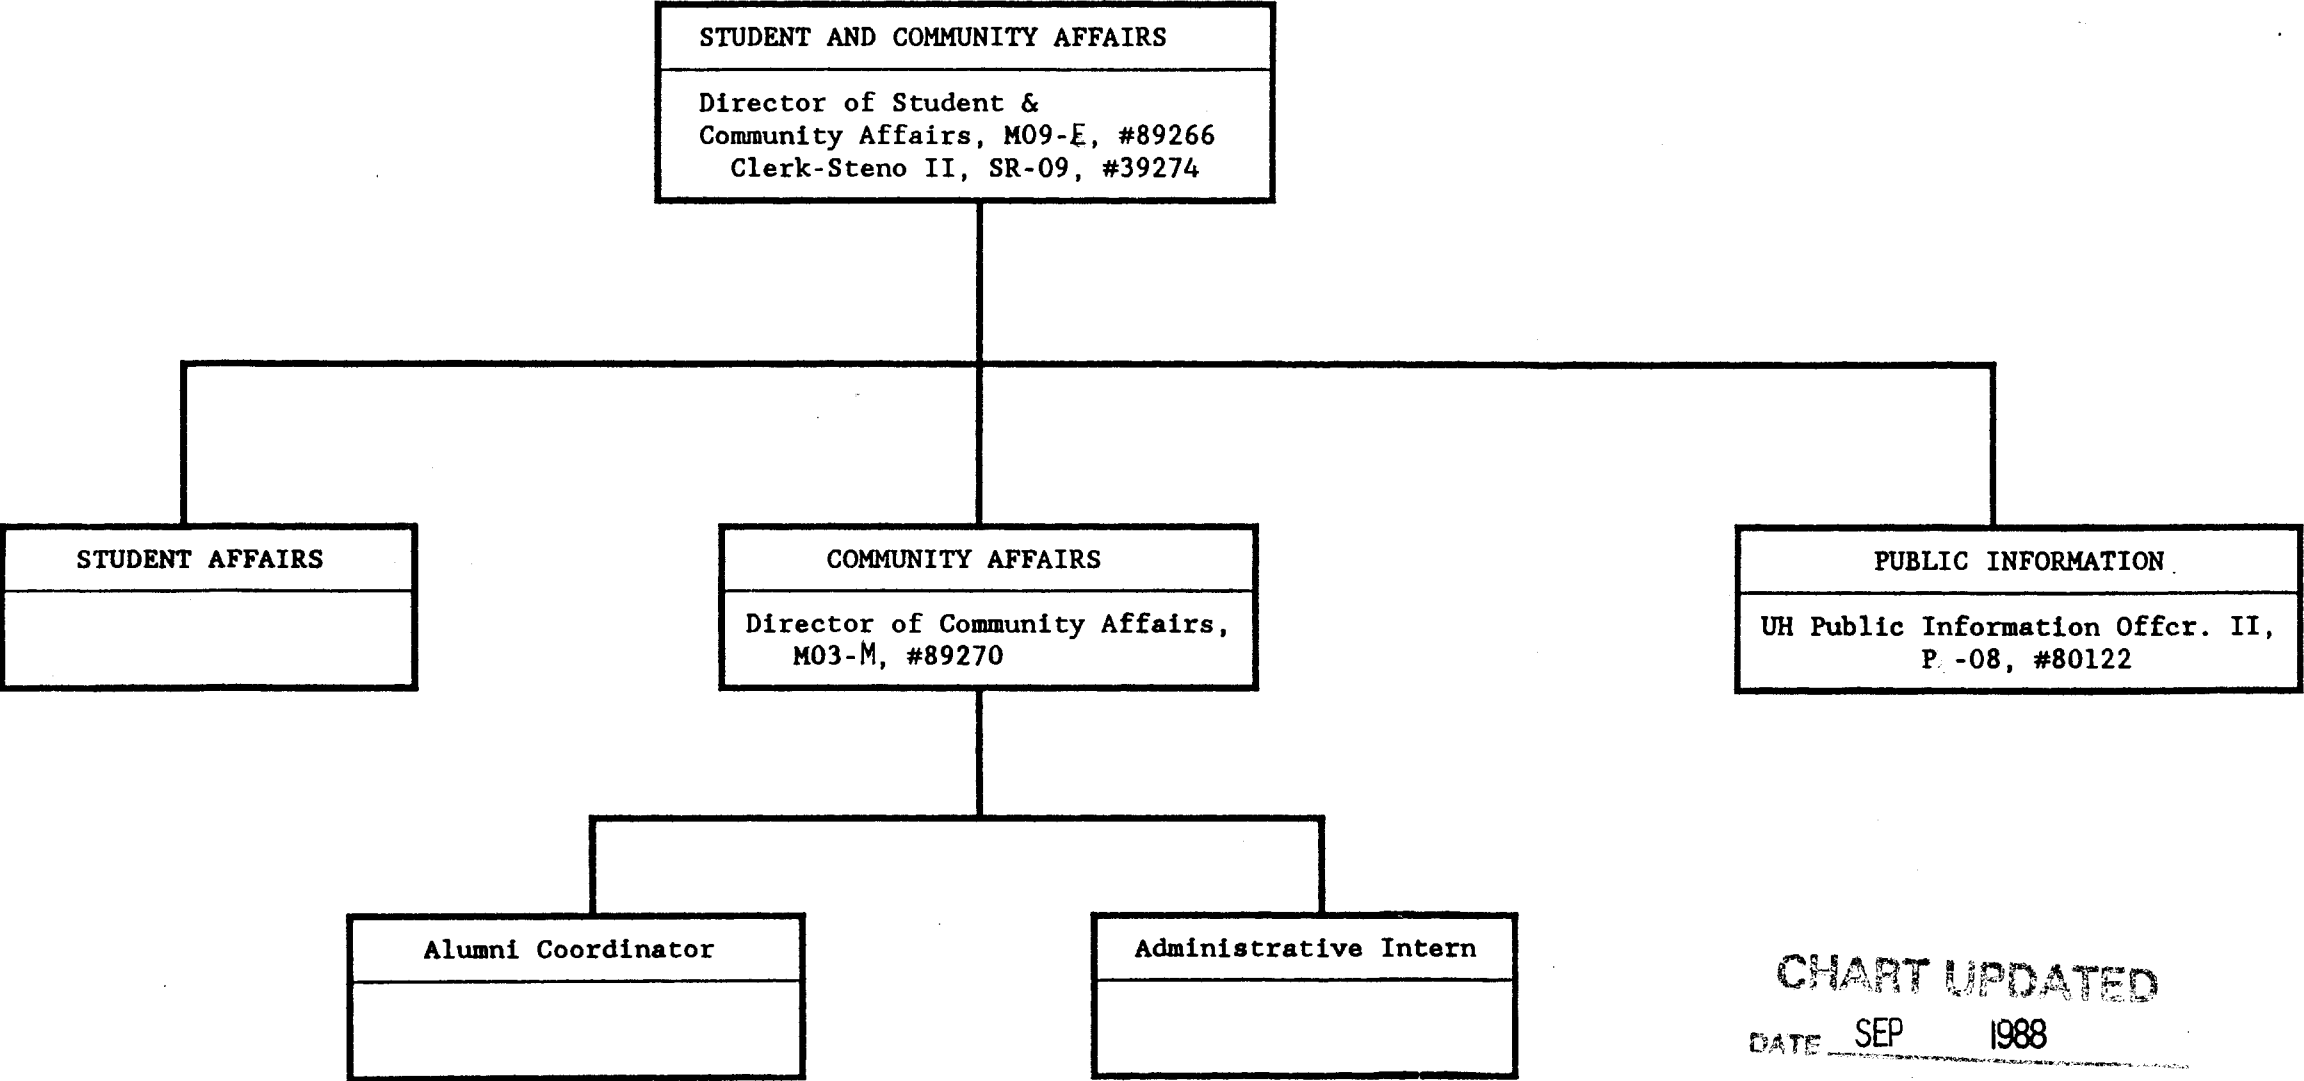 STUDENT AND COMMUNITY AFFAIRS
Director of Student &
Community Affairs, M09-E, #89266
Clerk-Steno II, SR-09, #39274
STUDENT AFFAIRS
COMMUNITY AFFAIRS
Director of Community Affairs,
M03-M, #89270
PUBLIC INFORMATION
UH Public Information Offcr. II,
P -08, #80122
Alumni Coordinator
Administrative Intern
CHART UPDATED
DATE SEP 1988